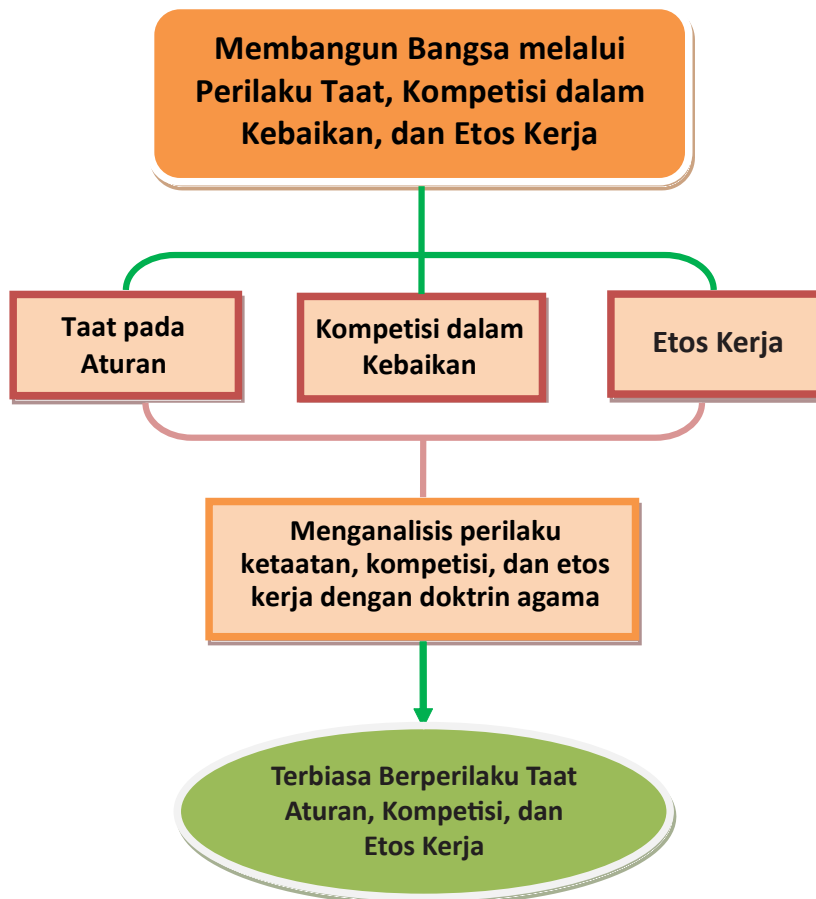 Membangun Bangsa melalui
Perilaku Taat, Kompetisi dalam
Kebaikan, dan Etos Kerja
Taat pada
Aturan
Kompetisi dalam
Kebaikan
Etos Kerja
Menganalisis perilaku
ketaatan, kompetisi, dan etos
kerja dengan doktrin agama
Terbiasa Berperilaku Taat
Aturan, Kompetisi, dan
Etos Kerja